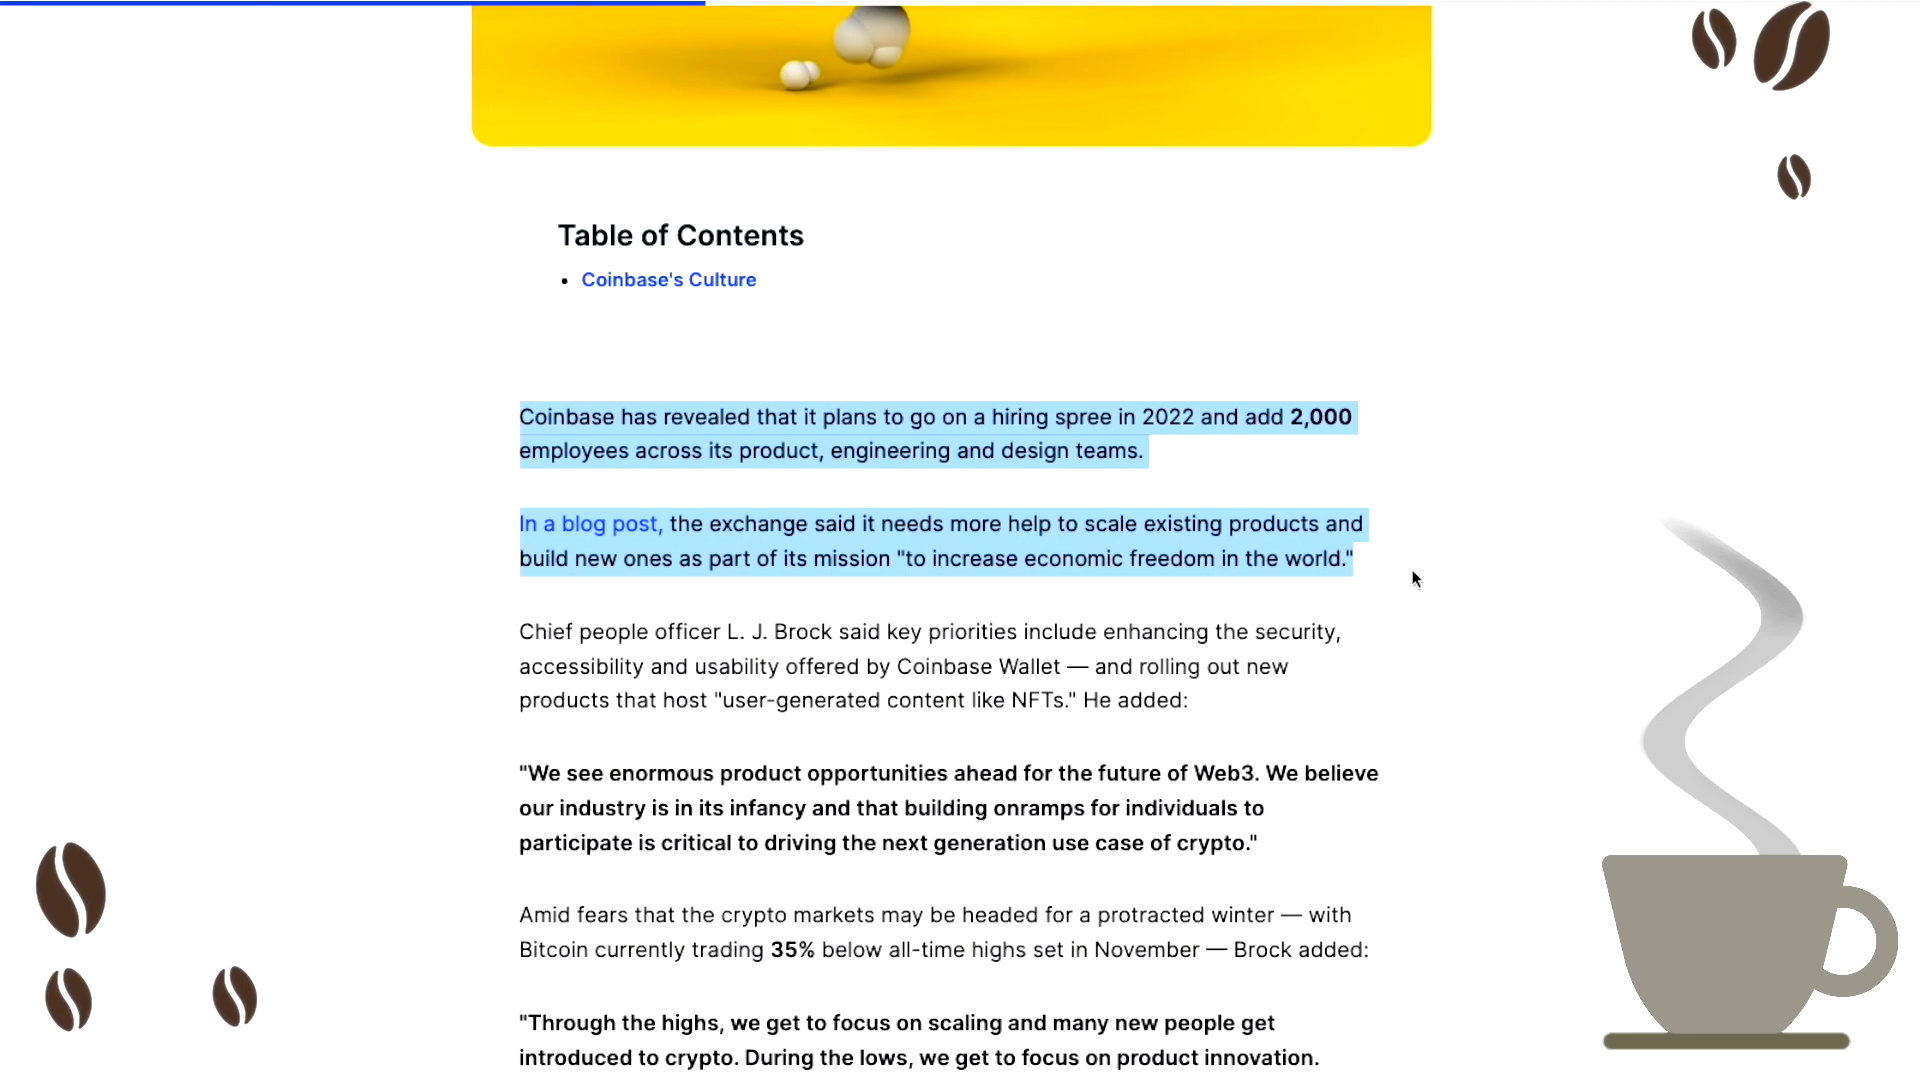 Table of Contents
• Coinbase's Culture
Coinbase has revealed that it plans to go on a hiring spree in 2022 and add 2,000
employees across its product, engineering and design teams.
In a blog post, the exchange said it needs more help to scale existing products and
build new ones as part of its mission "to increase economic freedom in the world."
Chief people officer L. J. Brock said key priorities include enhancing the security,
accessibility and usability offered by Coinbase Wallet — and rolling out new
products that host "user-generated content like NFTs." He added:
"We see enormous product opportunities ahead for the future of Web3. We believe
our industry is in its infancy and that building onramps for individuals to
participate is critical to driving the next generation use case of crypto."
Amid fears that the crypto markets may be headed for a protracted winter — with
Bitcoin currently trading 35% below all-time highs set in November — Brock added:
"Through the highs, we get to focus on scaling and many new people get
introduced to crypto. During the lows, we get to focus on product innovation.